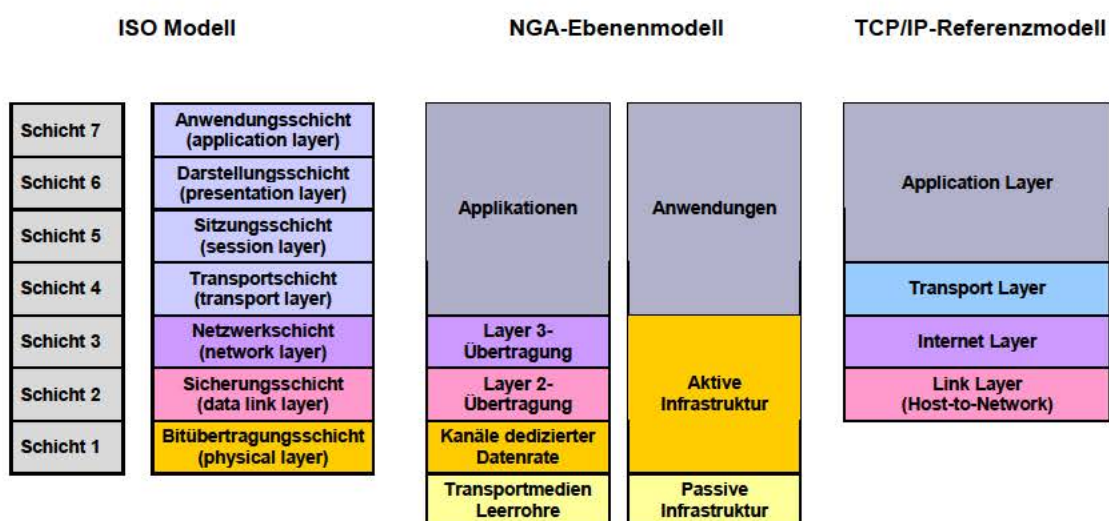 ISO Modell
NGA-Ebenenmodell
TCP/IP-Referenzmodell
Schicht 7
Schicht 6
Schicht 5
Schicht 4
Schicht 3
Schicht 2
Schicht 1
Anwendungsschicht
(application layer)
Darstellungsschicht
(presentation layer)
Sitzungsschicht
(session layer)
Transportschicht
(transport layer)
Netzwerkschicht
(network layer)
Sicherungsschicht
(data link layer)
Bitübertragungsschicht
(physical layer)
Applikationen
Layer 3-
Übertragung
Layer 2-
Übertragung
Kanäle dedizierter
Datenrate
Transportmedien
Leerrohre
Anwendungen
Aktive
Infrastruktur
Passive
Infrastruktur
Application Layer
Transport Layer
Internet Layer
Link Layer
(Host-to-Network)